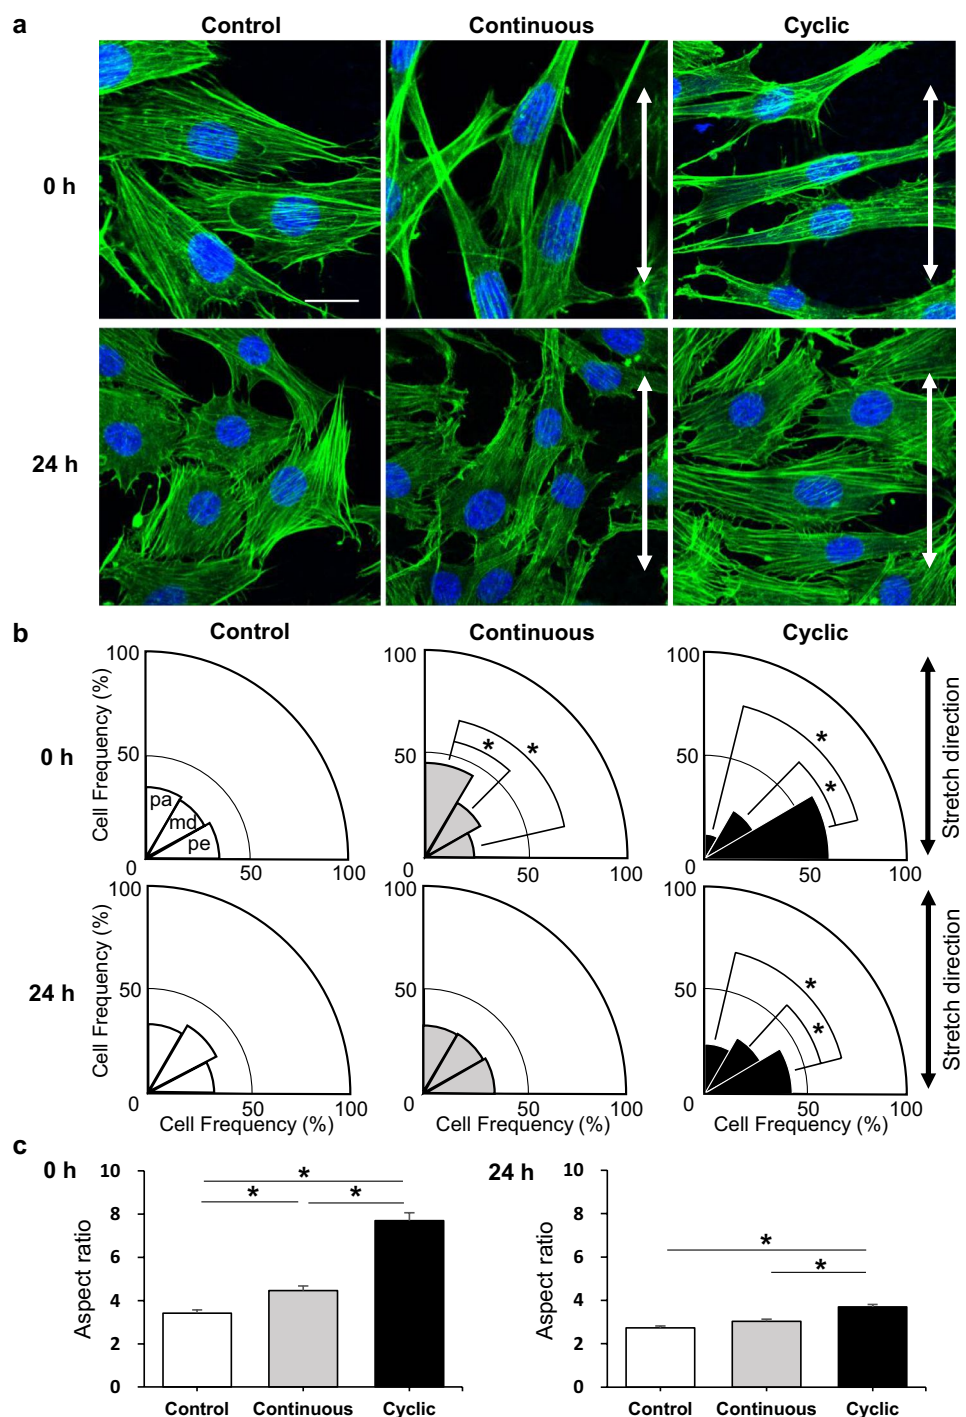 a
Control Continuous Cyclic
0 h
24 h
b
Control Continuous Cyclic
0 h
Cell Frequency (%)
100
50
0
pa
md
pe
50 100
100
50
* *
0
50 100
100
50
*
*
0
50 100
Stretch direction
24 h
Cell Frequency (%)
100
50
0
50 100
Cell Frequency (%)
100
50
0
50 100
Cell Frequency (%)
100
50
*
*
0
50 100
Cell Frequency (%)
Stretch direction
c
0 h
Aspect ratio
10
8
6
4
2
0
*
* *
Control Continuous Cyclic
24 h
Aspect ratio
10
8
6
4
2
0
*
*
Control Continuous Cyclic